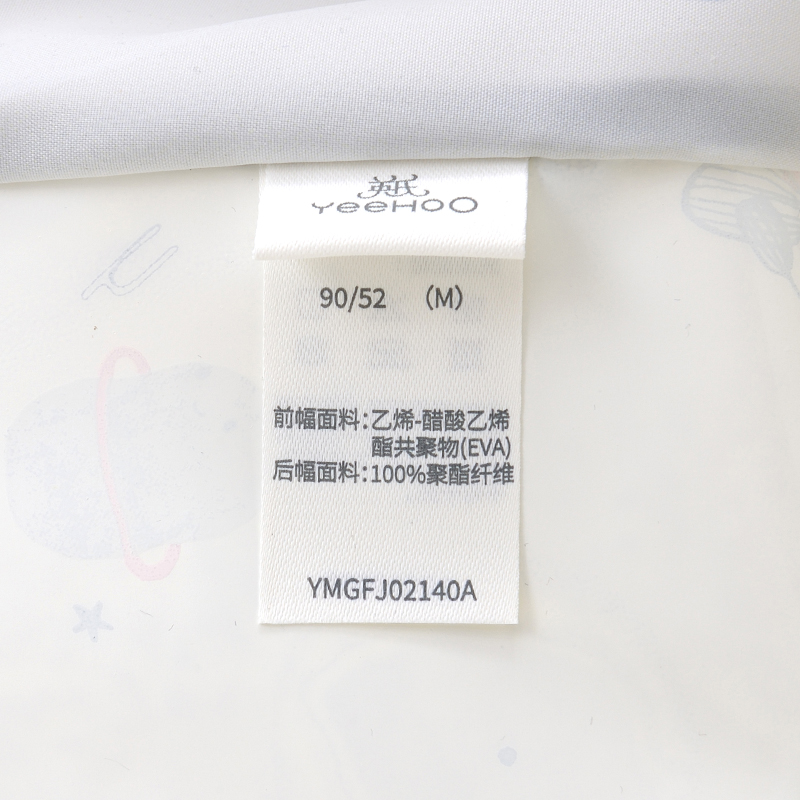 英氏
YeeHOO
90/52 （M）
前幅面料：乙烯-醋酸乙烯
酯共聚物(EVA)
后幅面料：100%聚酯纤维
YMGFJ02140A